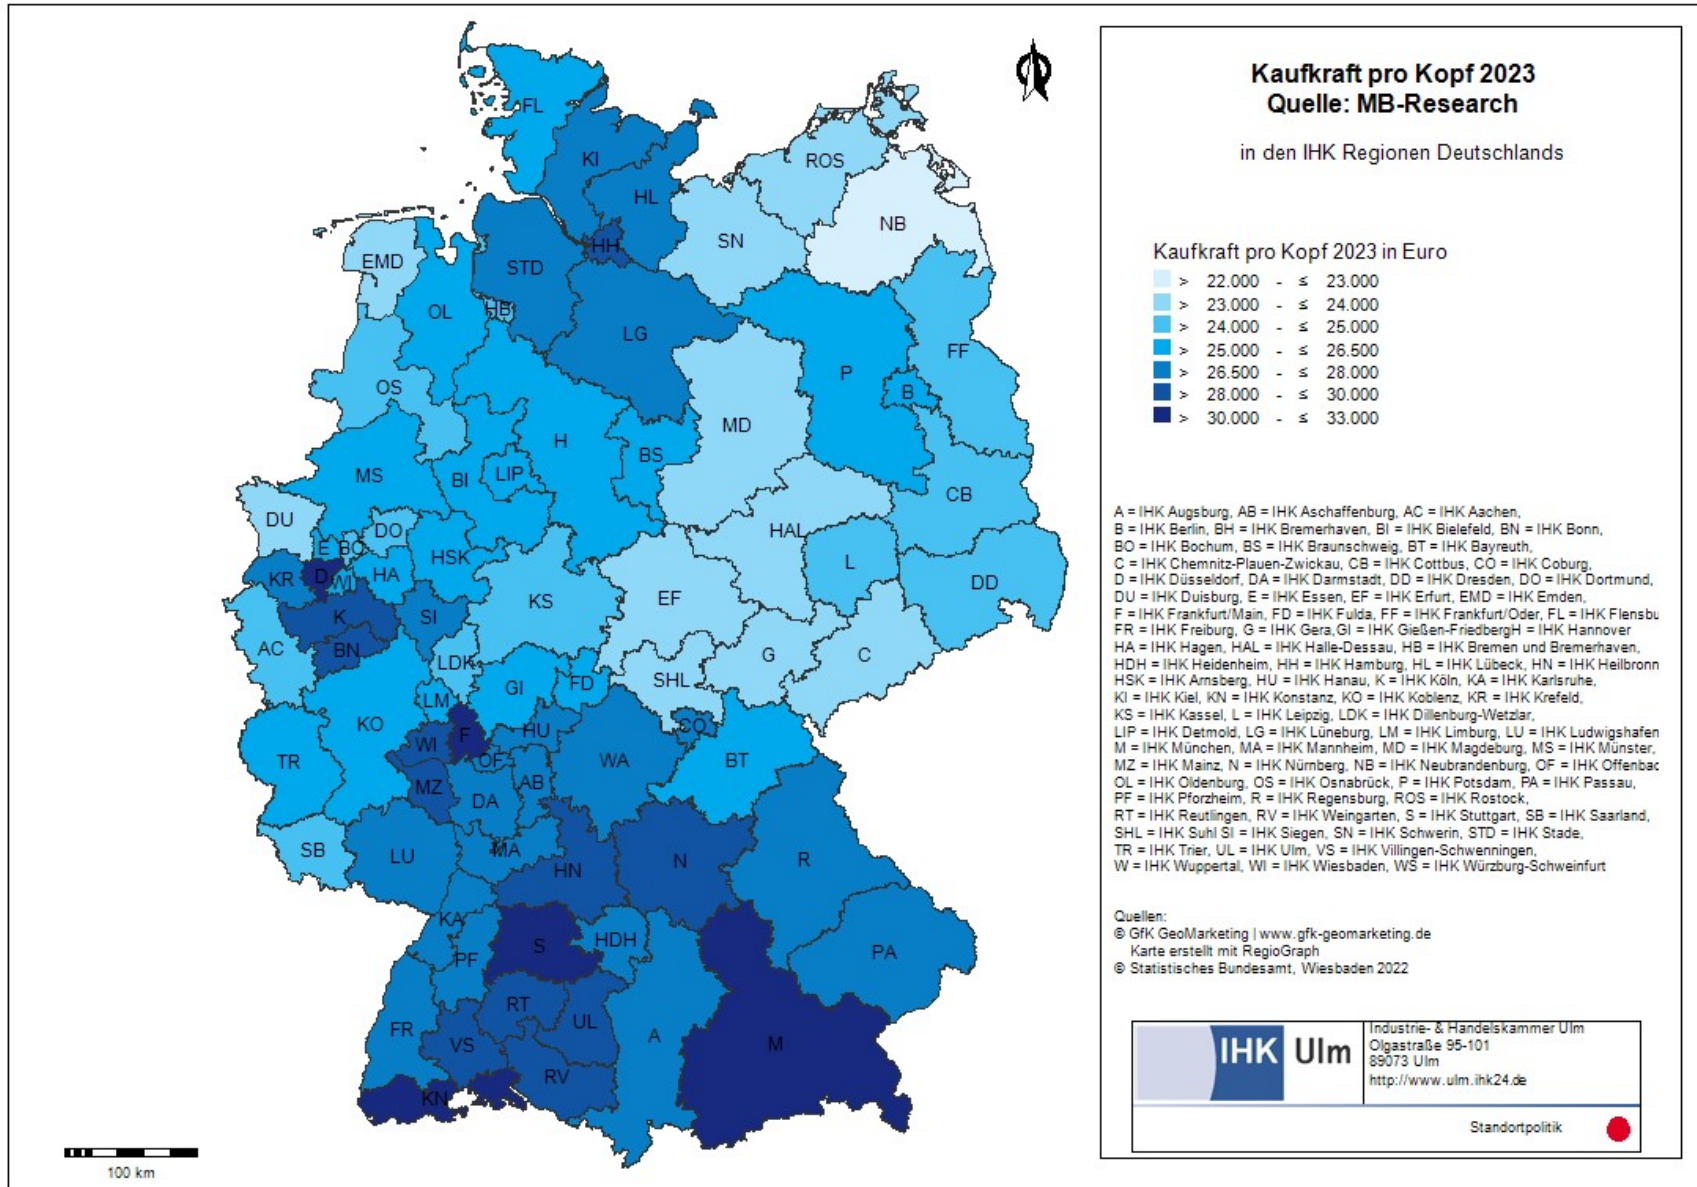 Kaufkraft pro Kopf 2023
Quelle: MB-Research
in den IHK Regionen Deutschlands
Kaufkraft pro Kopf 2023 in Euro
> 22.000 - ≤ 23.000
> 23.000 - ≤ 24.000
> 24.000 - ≤ 25.000
> 25.000 - ≤ 26.500
> 26.500 - ≤ 28.000
> 28.000 - ≤ 30.000
> 30.000 - ≤ 33.000
A = IHK Augsburg, AB = IHK Aschaffenburg, AC = IHK Aachen,
B = IHK Berlin, BH = IHK Bremerhaven, BI = IHK Bielefeld, BN = IHK Bonn,
BO = IHK Bochum, BS = IHK Braunschweig, BT = IHK Bayreuth,
C = IHK Chemnitz-Plauen-Zwickau, CB = IHK Cottbus, CO = IHK Coburg,
D = IHK Düsseldorf, DA = IHK Darmstadt, DD = IHK Dresden, DO = IHK Dortmund,
DU = IHK Duisburg, E = IHK Essen, EF = IHK Erfurt, EMD = IHK Emden,
F = IHK Frankfurt/Main, FD = IHK Fulda, FF = IHK Frankfurt/Oder, FL = IHK Flensbu
FR = IHK Freiburg, G = IHK Gera,GI = IHK Gießen-FriedbergH = IHK Hannover
HA = IHK Hagen, HAL = IHK Halle-Dessau, HB = IHK Bremen und Bremerhaven,
HDH = IHK Heidenheim, HH = IHK Hamburg, HL = IHK Lübeck, HN = IHK Heilbronn
HSK = IHK Arnsberg, HU = IHK Hanau, K = IHK Köln, KA = IHK Karlsruhe,
KI = IHK Kiel, KN = IHK Konstanz, KO = IHK Koblenz, KR = IHK Krefeld,
KS = IHK Kassel, L = IHK Leipzig, LDK = IHK Dillenburg-Wetzlar,
LIP = IHK Detmold, LG = IHK Lüneburg, LM = IHK Limburg, LU = IHK Ludwigshafen
M = IHK München, MA = IHK Mannheim, MD = IHK Magdeburg, MS = IHK Münster,
MZ = IHK Mainz, N = IHK Nürnberg, NB = IHK Neubrandenburg, OF = IHK Offenbac
OL = IHK Oldenburg, OS = IHK Osnabrück, P = IHK Potsdam, PA = IHK Passau,
PF = IHK Pforzheim, R = IHK Regensburg, ROS = IHK Rostock,
RT = IHK Reutlingen, RV = IHK Weingarten, S = IHK Stuttgart, SB = IHK Saarland,
SHL = IHK Suhl SI = IHK Siegen, SN = IHK Schwerin, STD = IHK Stade,
TR = IHK Trier, UL = IHK Ulm, VS = IHK Villingen-Schwenningen,
W = IHK Wuppertal, WI = IHK Wiesbaden, WS = IHK Würzburg-Schweinfurt
Quellen:
© GfK GeoMarketing | www.gfk-geomarketing.de
Karte erstellt mit RegioGraph
© Statistisches Bundesamt, Wiesbaden 2022
IHK Ulm
Industrie- & Handelskammer Ulm
Olgastraße 95-101
89073 Ulm
http://www.ulm.ihk24.de
Standortpolitik
FL
KI
ROS
HL
NB
HH
SN
EMD
STD
HB
OL
LG
FF
P
B
OS
MD
H
BS
MS
BI
LIP
CB
DU
DO
HAL
E
BO
HSK
L
KR
D
WI
HA
DD
KS
EF
K
SI
AC
BN
LDK
G
C
SHL
GI
FD
LM
KO
CO
HU
F
WI
OF
WA
BT
TR
MZ
AB
DA
SB
LU
MA
HN
N
R
KA
S
HDH
PF
PA
RT
UL
FR
VS
A
M
RV
KN
100 km